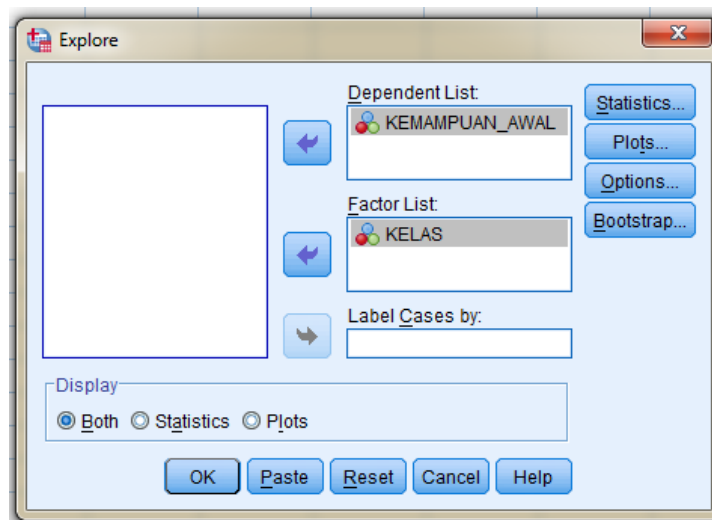 Explore
Dependent List:
KEMAMPUAN_AWAL
Factor List:
KELAS
Label Cases by:
Statistics...
Plots...
Options...
Bootstrap...
Display
Both Statistics Plots
OK Paste Reset Cancel Help